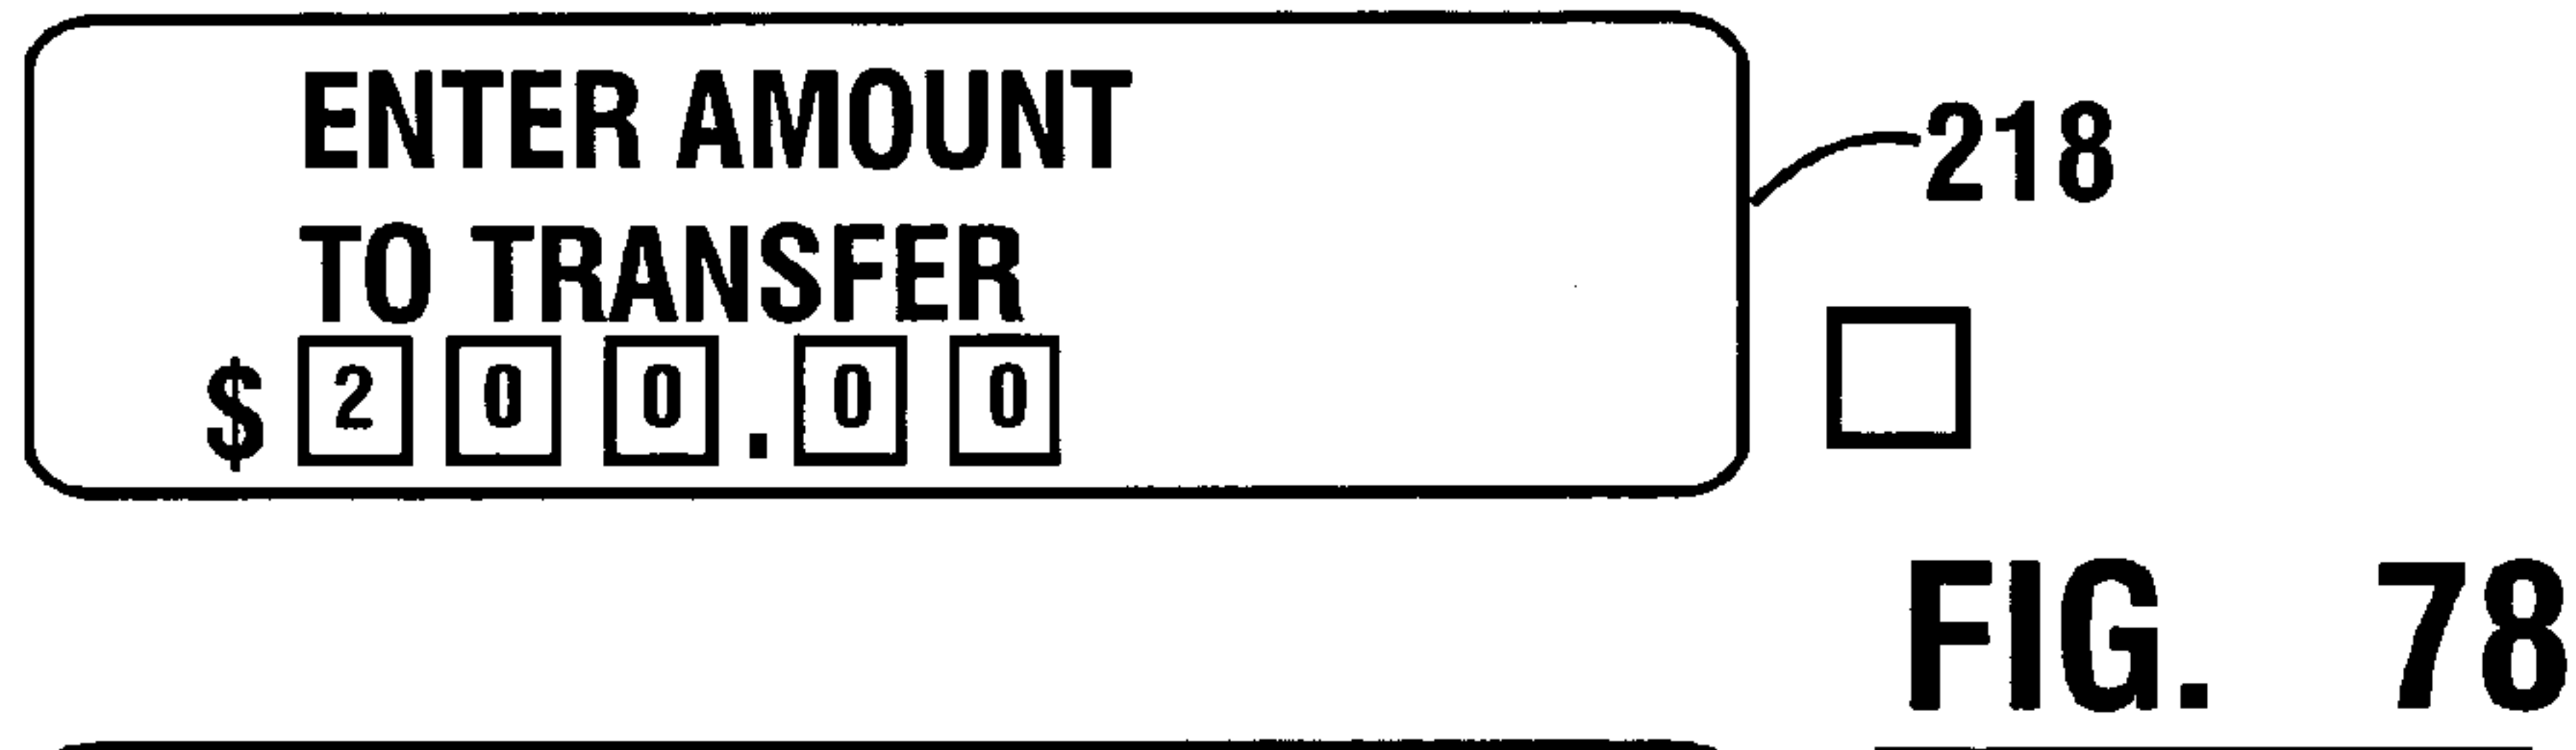 ENTER AMOUNT
218
TO TRANSFER
$ 2 0 0 . 0 0
FIG. 78